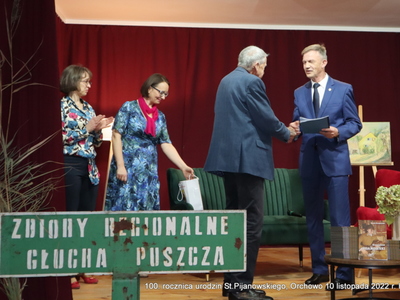 ZBIORY REGIONALNE
GŁUCHA PUSZCZA
100. rocznica urodzin St.Pijanowskiego. Orchowo 10 listopada 2022 r.